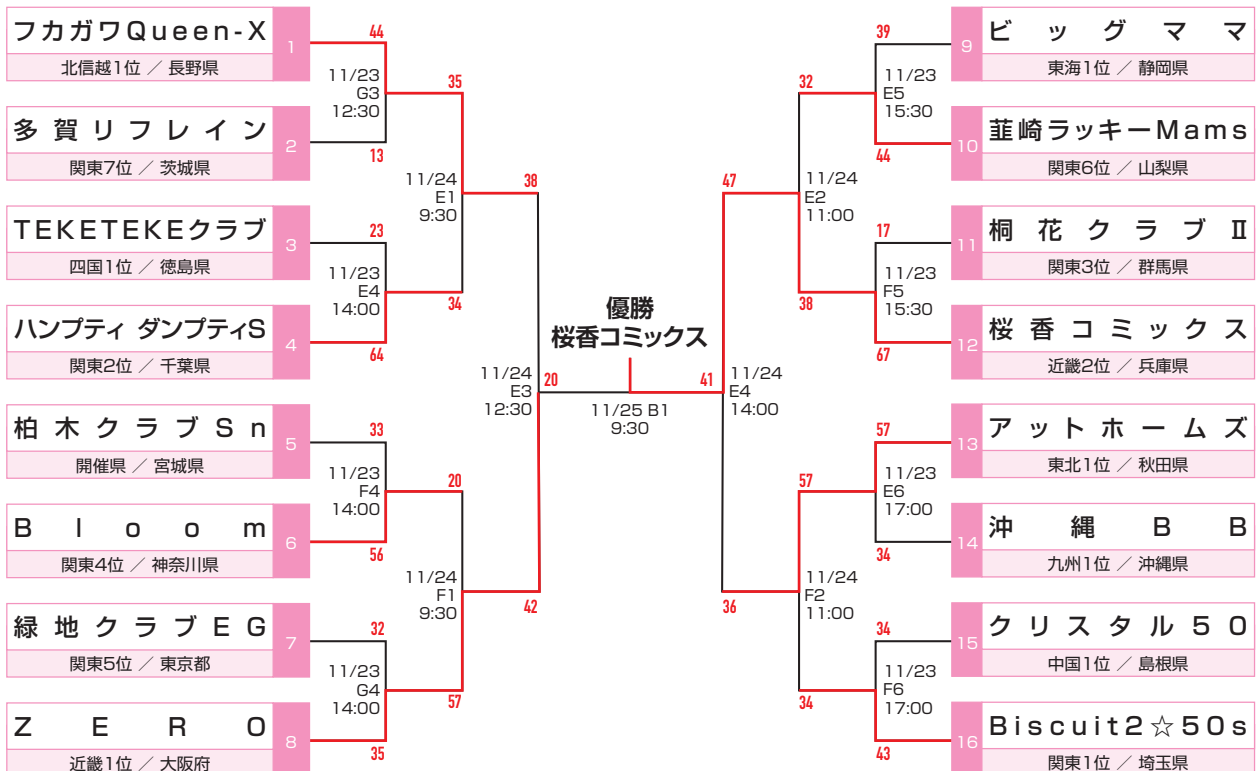 フカガワQueen-X
1
北信越1位 / 長野県
多賀リフレイン
2
関東7位 / 茨城県
TEKETEKEクラブ
3
四国1位 / 徳島県
ハンプティ ダンプティS
4
関東2位 / 千葉県
柏木クラブSn
5
開催県 / 宮城県
Bloom
6
関東4位 / 神奈川県
緑地クラブEG
7
関東5位 / 東京都
ZERO
8
近畿1位 / 大阪府
44
11/23
G3
12:30
13
23
11/23
E4
14:00
64
33
11/23
F4
14:00
56
32
11/23
G4
14:00
35
35
11/24
E1
9:30
34
20
11/24
F1
9:30
57
38
11/24
E3
12:30
42
20
優勝
桜香コミックス
11/25 B1
9:30
41
47
11/24
E4
14:00
36
32
11/24
E2
11:00
38
57
11/24
F2
11:00
34
39
11/23
E5
15:30
44
17
11/23
F5
15:30
67
57
11/23
E6
17:00
34
34
11/23
F6
17:00
43
9
ビッグママ
東海1位 / 静岡県
10
韮崎ラッキーMams
関東6位 / 山梨県
11
桐花クラブⅡ
関東3位 / 群馬県
12
桜香コミックス
近畿2位 / 兵庫県
13
アットホームズ
東北1位 / 秋田県
14
沖縄BB
九州1位 / 沖縄県
15
クリスタル50
中国1位 / 島根県
16
Biscuit2☆50s
関東1位 / 埼玉県